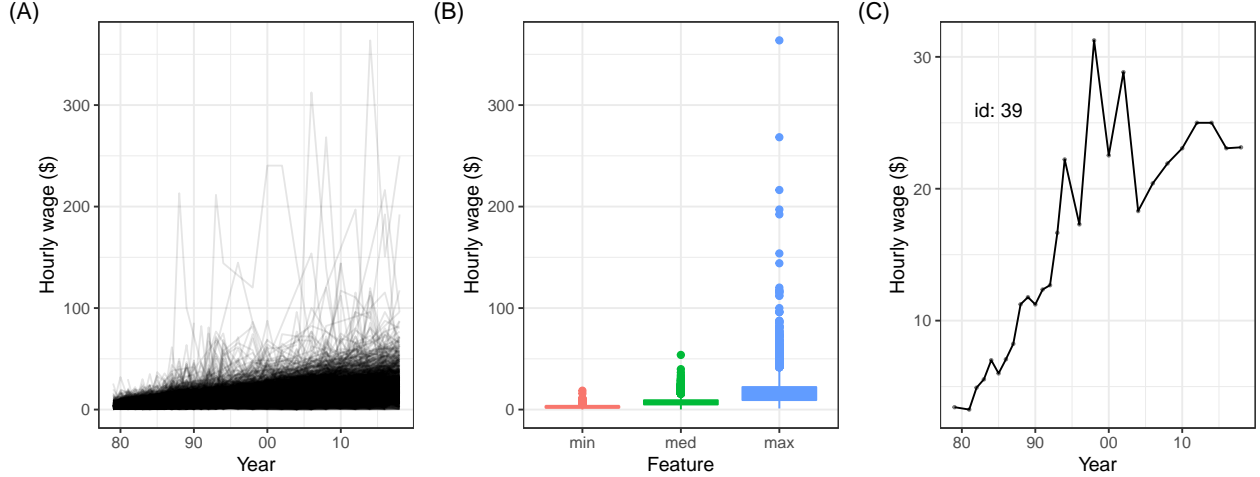 (A)
Hourly wage ($)
300
200
100
0
80 90 00 10
Year
(B)
Hourly wage ($)
300
200
100
0
min med max
Feature
(C)
Hourly wage ($)
30
20
10
id: 39
80 90 00 10
Year